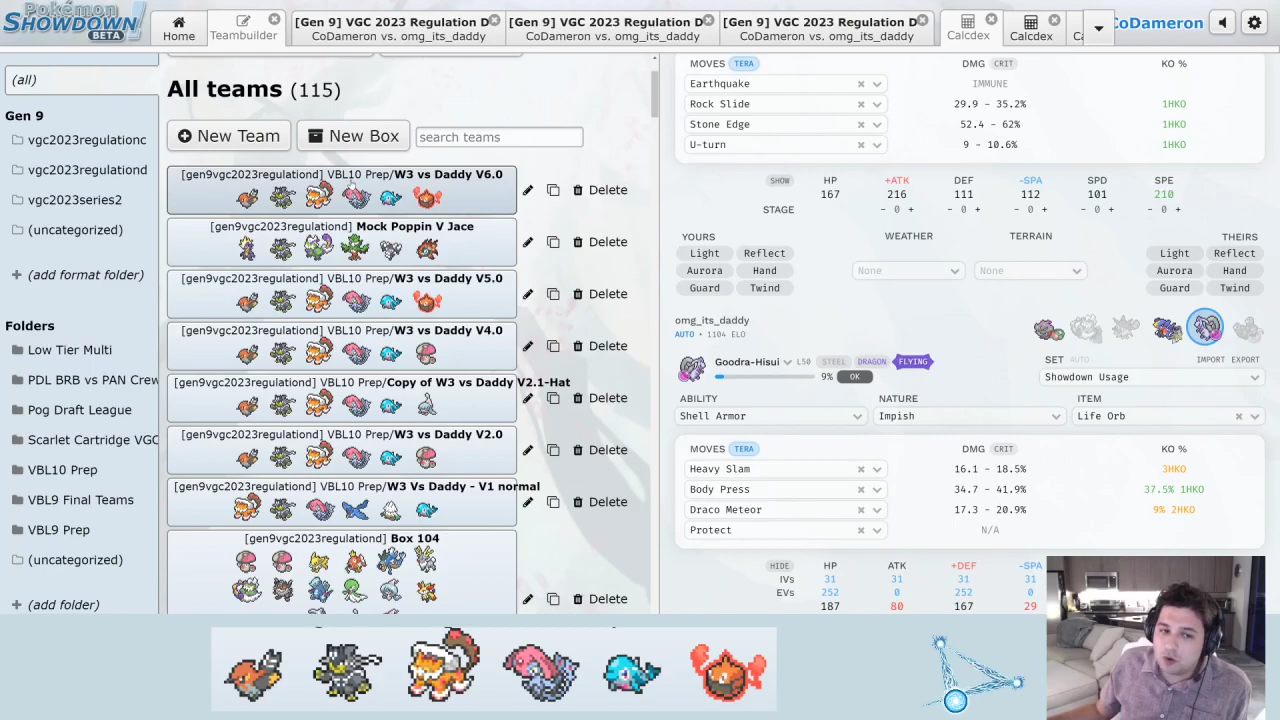 Pokémon
SHOWDOWN!
BETA
Home
Teambuilder
[Gen 9] VGC 2023 Regulation D
CoDameron vs. omg_its_daddy
[Gen 9] VGC 2023 Regulation D
CoDameron vs. omg_its_daddy
[Gen 9] VGC 2023 Regulation D
CoDameron vs. omg_its_daddy
Calcdex
Calcdex
Ca
CoDameron
(all)
Gen 9
vgc2023regulationc
vgc2023regulationd
vgc2023series2
(uncategorized)
(add format folder)
Folders
Low Tier Multi
PDL BRB vs PAN Crew
Pog Draft League
Scarlet Cartridge VGC
VBL10 Prep
VBL9 Final Teams
VBL9 Prep
(uncategorized)
(add folder)
All teams (115)
New Team
New Box
search teams
[gen9vgc2023regulationd] VBL10 Prep/W3 vs Daddy V6.0
Delete
[gen9vgc2023regulationd] Mock Poppin V Jace
Delete
[gen9vgc2023regulationd] VBL10 Prep/W3 vs Daddy V5.0
Delete
[gen9vgc2023regulationd] VBL10 Prep/W3 vs Daddy V4.0
Delete
[gen9vgc2023regulationd] VBL10 Prep/Copy of W3 vs Daddy V2.1-Hat
Delete
[gen9vgc2023regulationd] VBL10 Prep/W3 vs Daddy V2.0
Delete
[gen9vgc2023regulationd] VBL10 Prep/W3 Vs Daddy - V1 normal
Delete
[gen9vgc2023regulationd] Box 104
Delete
MOVES TERA DMG CRIT KO %
Earthquake IMMUNE
Rock Slide 29.9 - 35.2% 1HKO
Stone Edge 52.4 - 62% 1HKO
U-turn 9 - 10.6% 1HKO
SHOW HP +ATK DEF -SPA SPD SPE
167 216 111 112 101 210
STAGE - 0 + - 0 + - 0 + - 0 + - 0 +
YOURS WEATHER TERRAIN THEIRS
Light Reflect Light Reflect
Aurora Hand None None Aurora Hand
Guard Twind Guard Twind
omg_its_daddy
AUTO • 1104 ELO
Goodra-Hisui L50 STEEL DRAGON FLYING
9% OK
SET AUTO IMPORT EXPORT
Showdown Usage
ABILITY NATURE ITEM
Shell Armor Impish Life Orb
MOVES TERA DMG CRIT KO %
Heavy Slam 16.1 - 18.5% 3HKO
Body Press 34.7 - 41.9% 37.5% 1HKO
Draco Meteor 17.3 - 20.9% 9% 2HKO
Protect N/A
HIDE HP ATK +DEF -SPA
IVs 31 31 31 31
EVs 252 0 252 0
187 80 167 29